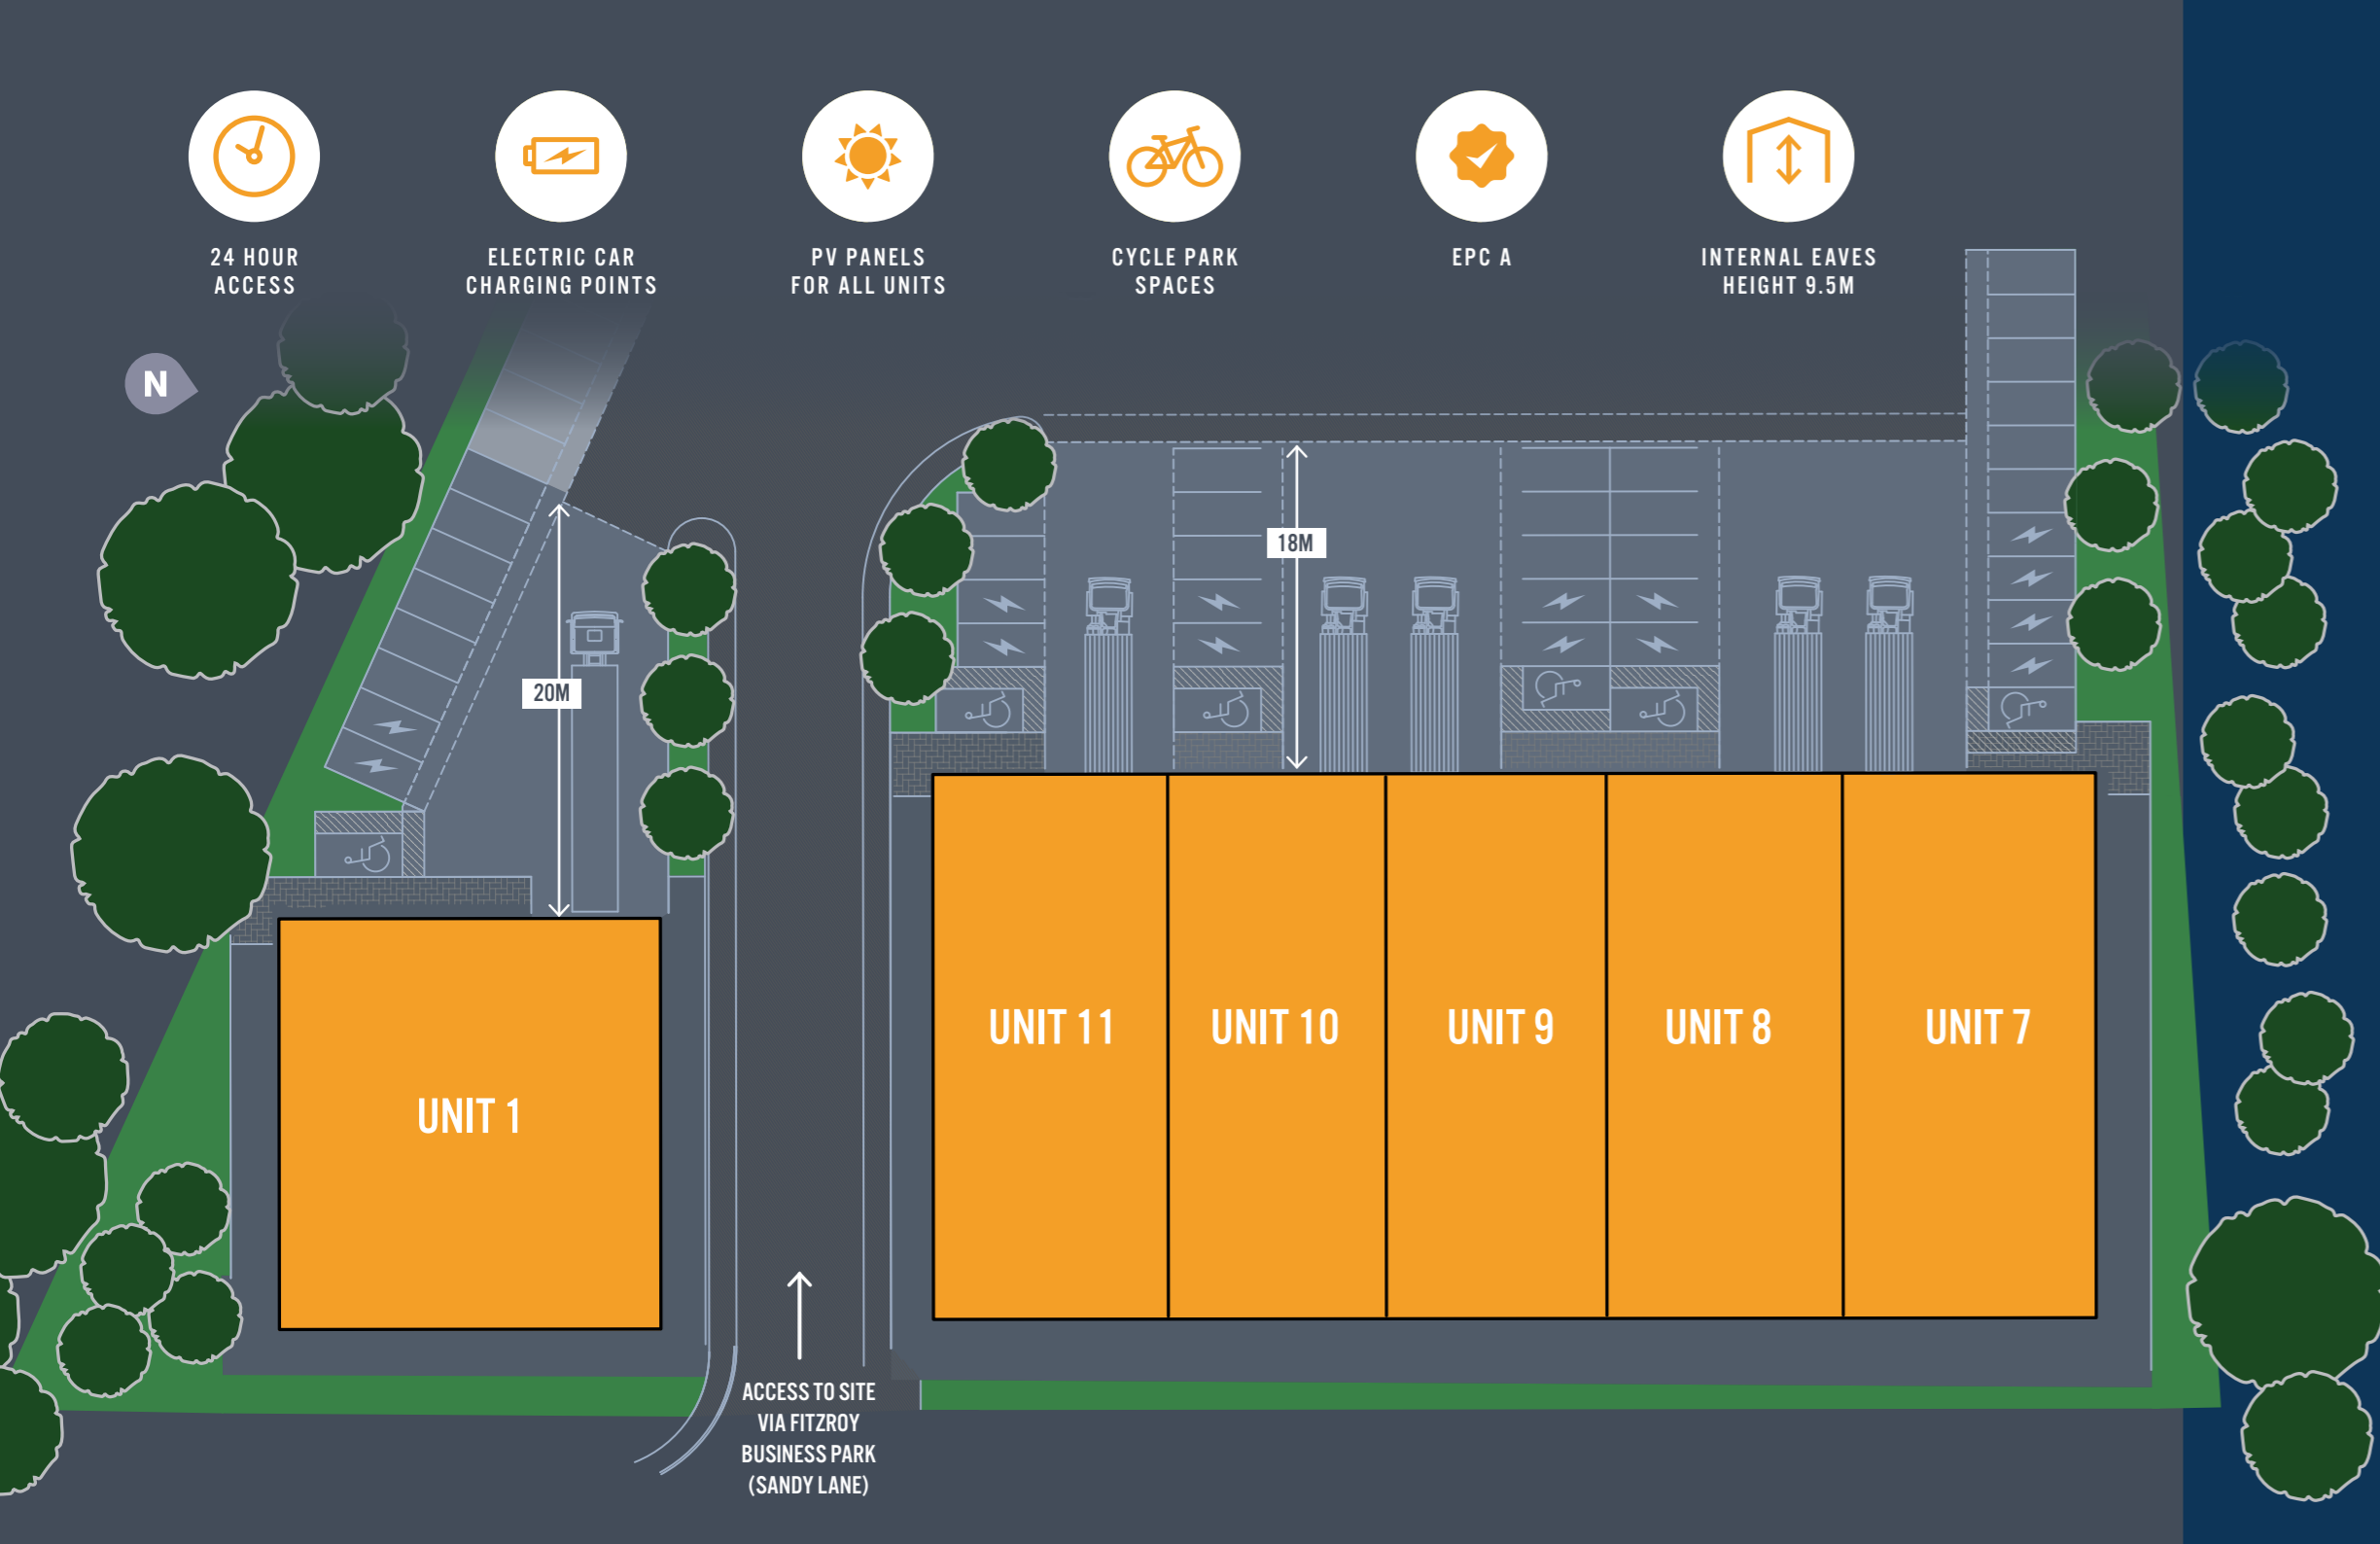 24 HOUR
ACCESS
ELECTRIC CAR
CHARGING POINTS
PV PANELS
FOR ALL UNITS
CYCLE PARK
SPACES
EPC A
INTERNAL EAVES
HEIGHT 9.5M
N
18M
20M
UNIT 11
UNIT 10
UNIT 9
UNIT 8
UNIT 7
UNIT 1
ACCESS TO SITE
VIA FITZROY
BUSINESS PARK
(SANDY LANE)